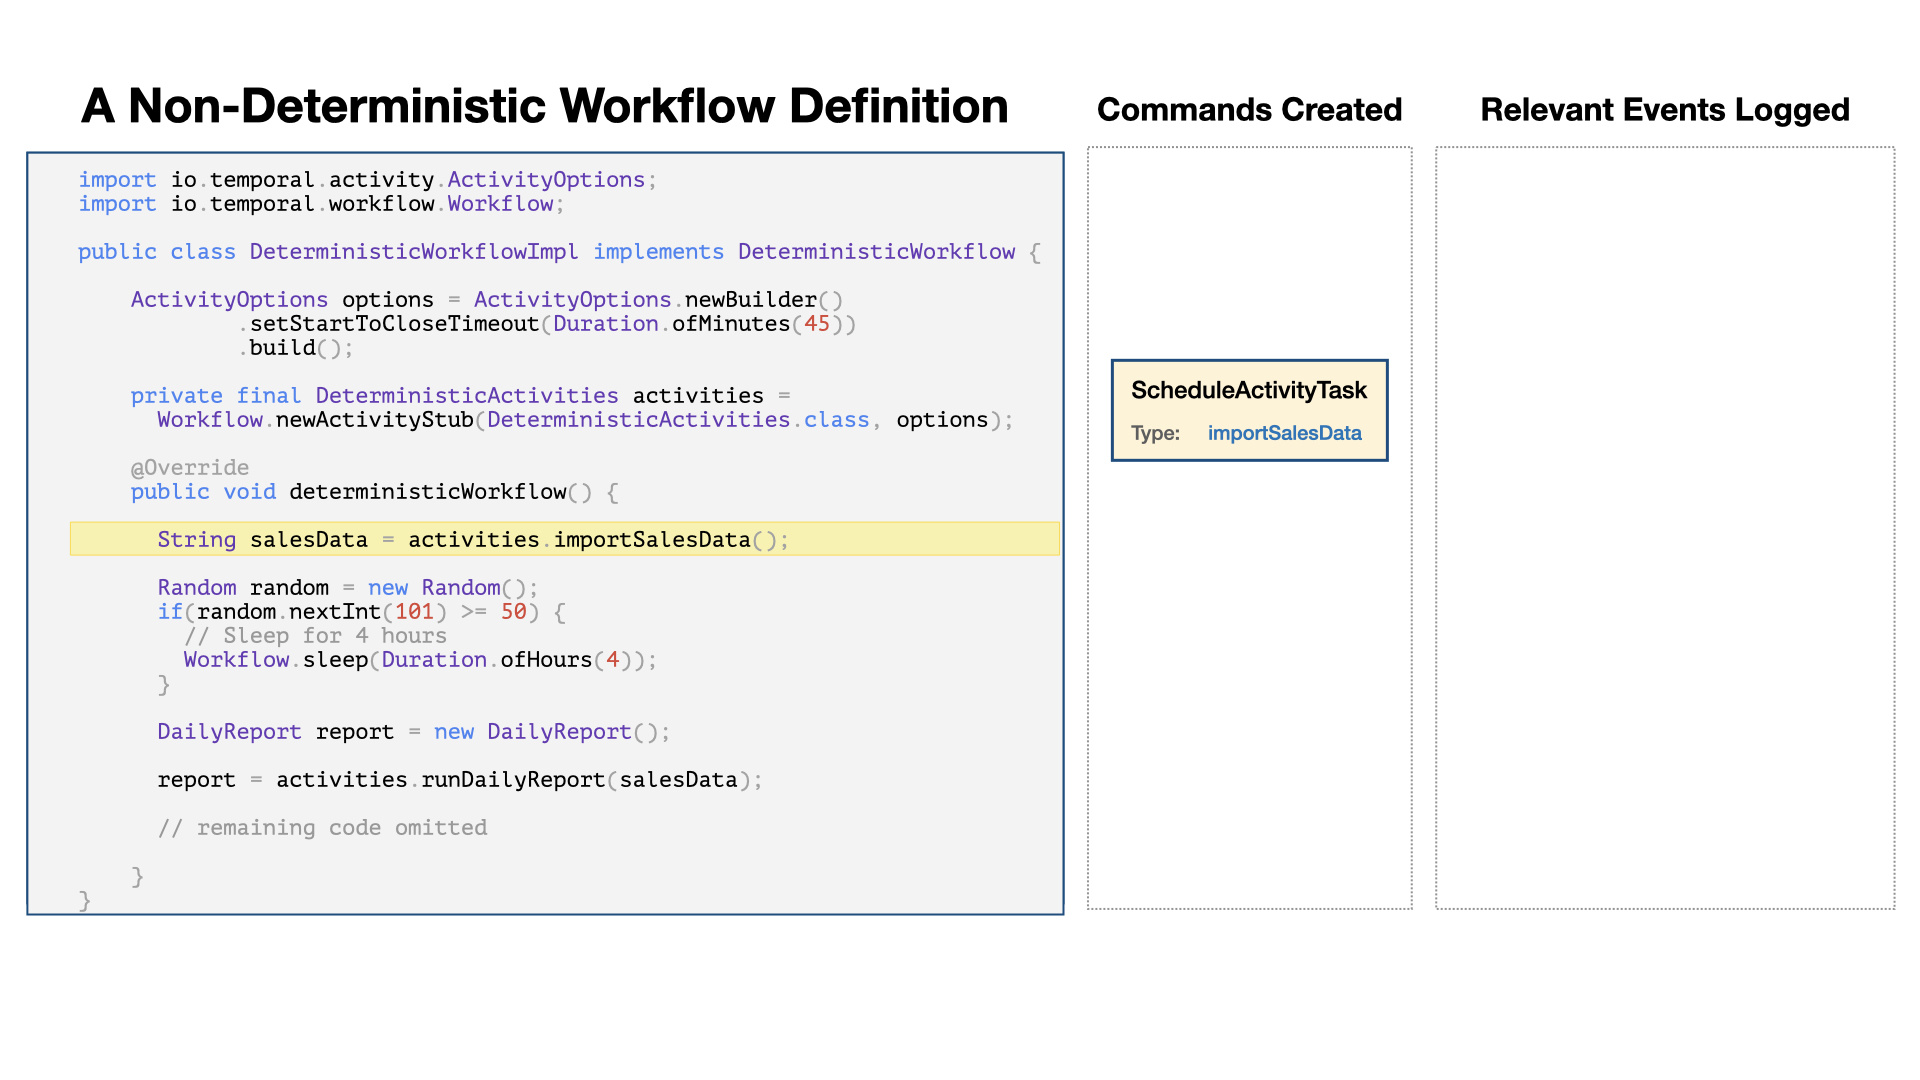 A Non-Deterministic Workflow Definition
import io.temporal.activity.ActivityOptions;
import io.temporal.workflow.Workflow;
public class DeterministicWorkflowImpl implements DeterministicWorkflow {
ActivityOptions options = ActivityOptions.newBuilder()
.setStartToCloseTimeout(Duration.ofMinutes(45))
.build();
private final DeterministicActivities activities =
Workflow.newActivityStub(DeterministicActivities.class, options);
@Override
public void deterministicWorkflow() {
String salesData = activities.importSalesData();
Random random = new Random();
if(random.nextInt(101) >= 50) {
// Sleep for 4 hours
Workflow.sleep(Duration.ofHours(4));
}
DailyReport report = new DailyReport();
report = activities.runDailyReport(salesData);
// remaining code omitted
}
}
Commands Created
ScheduleActivityTask
Type: importSalesData
Relevant Events Logged